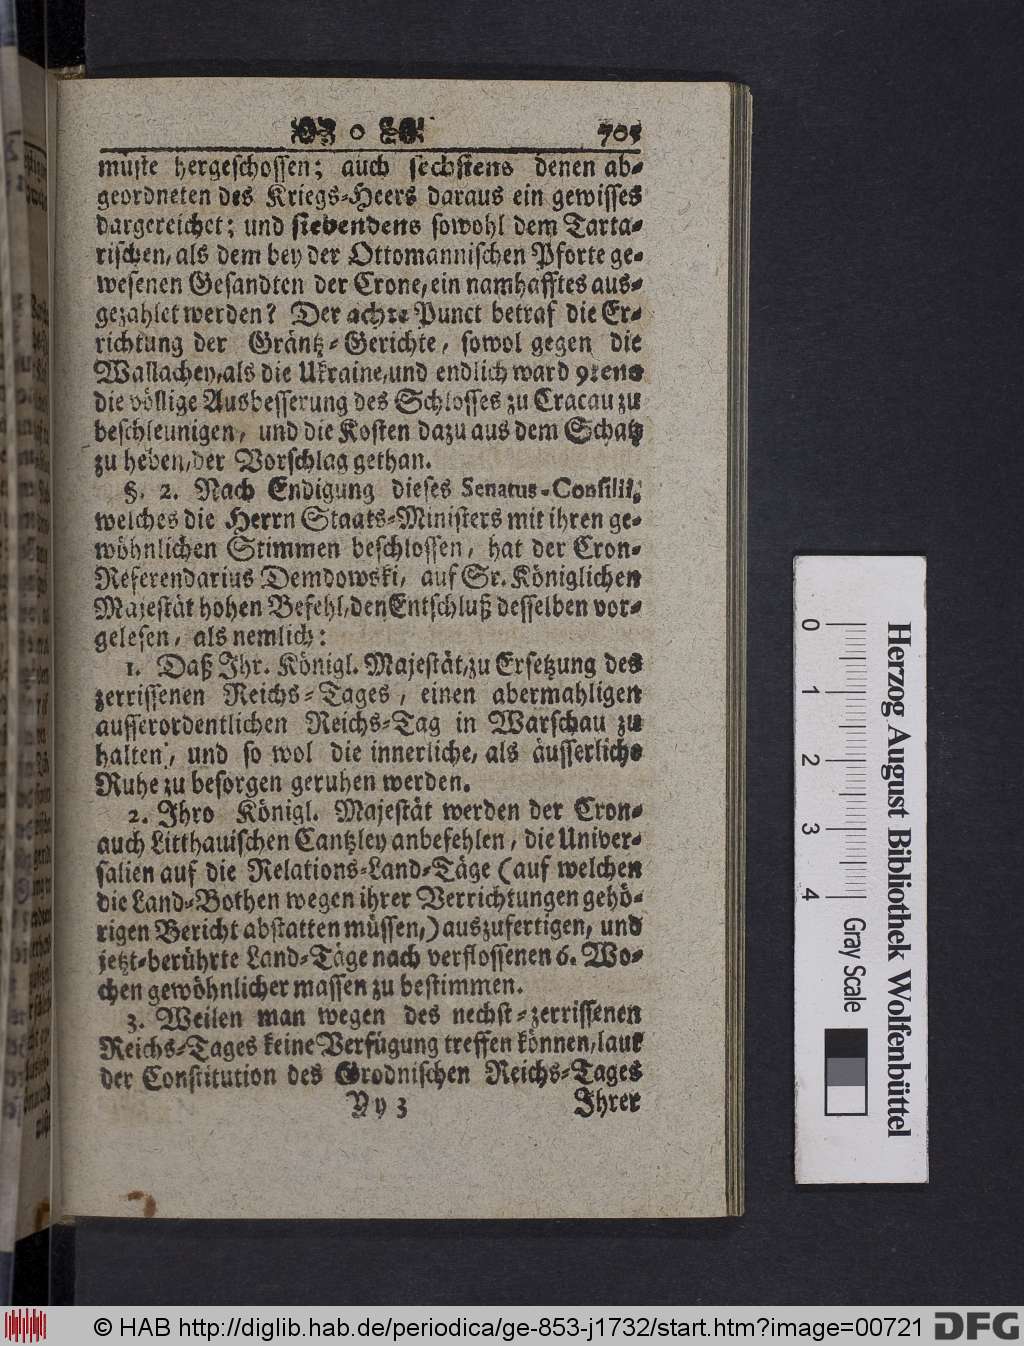 705
muste hergeschossen; auch sechstens denen ab-
geordneten des Kriegs-Heers daraus ein gewisses
dargereichet; und siebendens sowohl dem Tarta-
rischen, als dem bey der Ottomannischen Pforte ge-
wesenen Gesandten der Crone, ein namhafftes aus-
gezahlet werden? Der achte Punct betraf die Er-
richtung der Gräntz-Gerichte, sowol gegen die
Wallachey, als die Ukraine, und endlich ward 9tens
die völlige Ausbesserung des Schlosses zu Cracau zu
beschleunigen, und die Kosten dazu aus dem Schatz
zu heben, der Vorschlag gethan.
§. 2. Nach Endigung dieses Senatus-Consilii,
welches die Herrn Staats-Ministers mit ihren ge-
wöhnlichen Stimmen beschlossen, hat der Cron-
Referendarius Demdowski, auf Sr. Königlichen
Majestät hohen Befehl, den Entschluß desselben vor-
gelesen, als nemlich:
1. Daß Ihr. Königl. Majestät, zu Ersetzung des
zerrissenen Reichs-Tages, einen abermahligen
ausserordentlichen Reichs-Tag in Warschau zu
halten, und so wol die innerliche, als äusserliche
Ruhe zu besorgen geruhen werden.
2. Ihro Königl. Majestät werden der Cron-
auch Litthauischen Cantzley anbefehlen, die Univer-
salien auf die Relations-Land-Täge (auf welchen
die Land-Bothen wegen ihrer Verrichtungen gehö-
rigen Bericht abstatten müssen,) auszufertigen, und
jetzt-berührte Land-Täge nach verflossenen 6. Wo-
chen gewöhnlicher massen zu bestimmen.
3. Weilen man wegen des nechst-zerrissenen
Reichs-Tages keine Verfügung treffen können, laut
der Constitution des Grodnischen Reichs-Tages
Yy 3 Ihrer
0 1 2 3 4
Gray Scale
Herzog August Bibliothek Wolfenbüttel
© HAB http://diglib.hab.de/periodica/ge-853-j1732/start.htm?image=00721
DFG